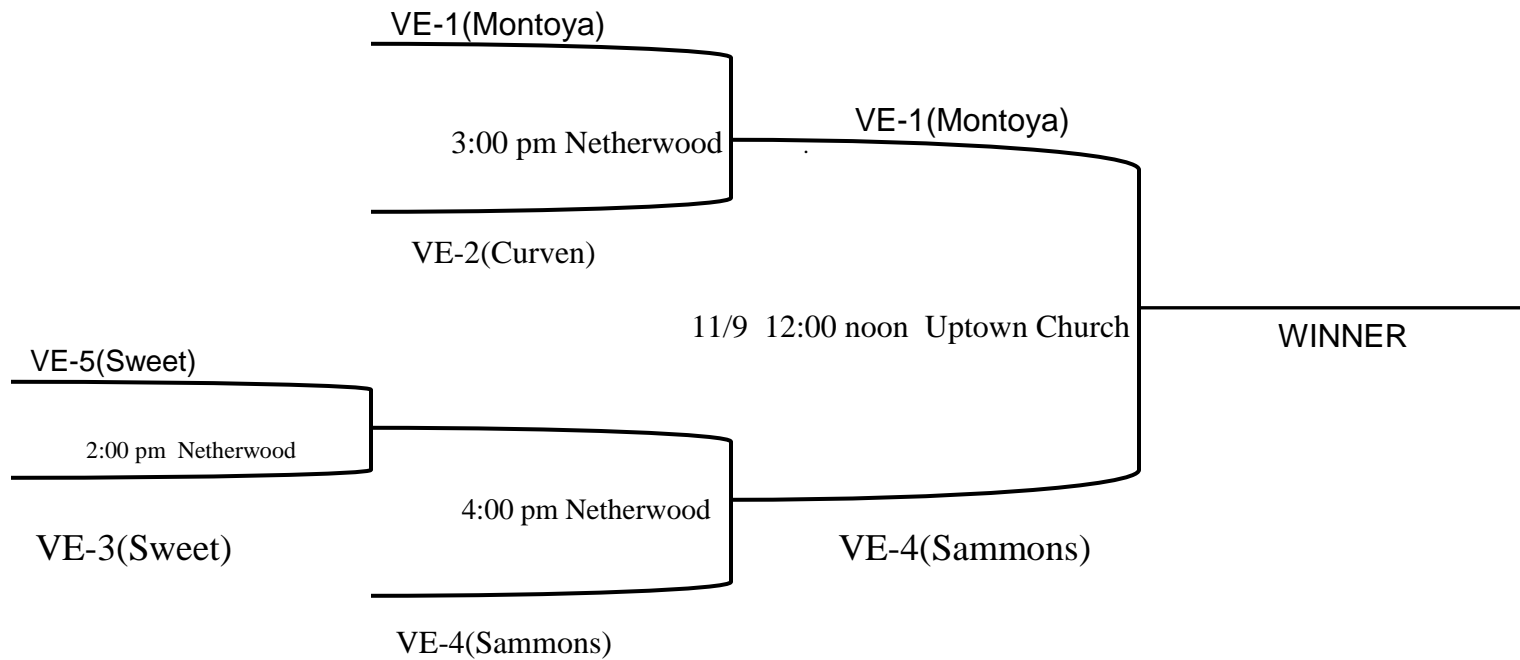 VE-1(Montoya)
VE-1(Montoya)
3:00 pm Netherwood
.
VE-2(Curven)
11/9 12:00 noon Uptown Church
WINNER
VE-5(Sweet)
2:00 pm Netherwood
4:00 pm Netherwood
VE-3(Sweet)
VE-4(Sammons)
VE-4(Sammons)